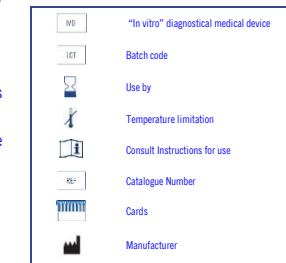 IVD “In vitro” diagnostical medical device
LOT Batch code
Use by
Temperature limitation
s
i Consult Instructions for use
e
REF Catalogue Number
Cards
Manufacturer